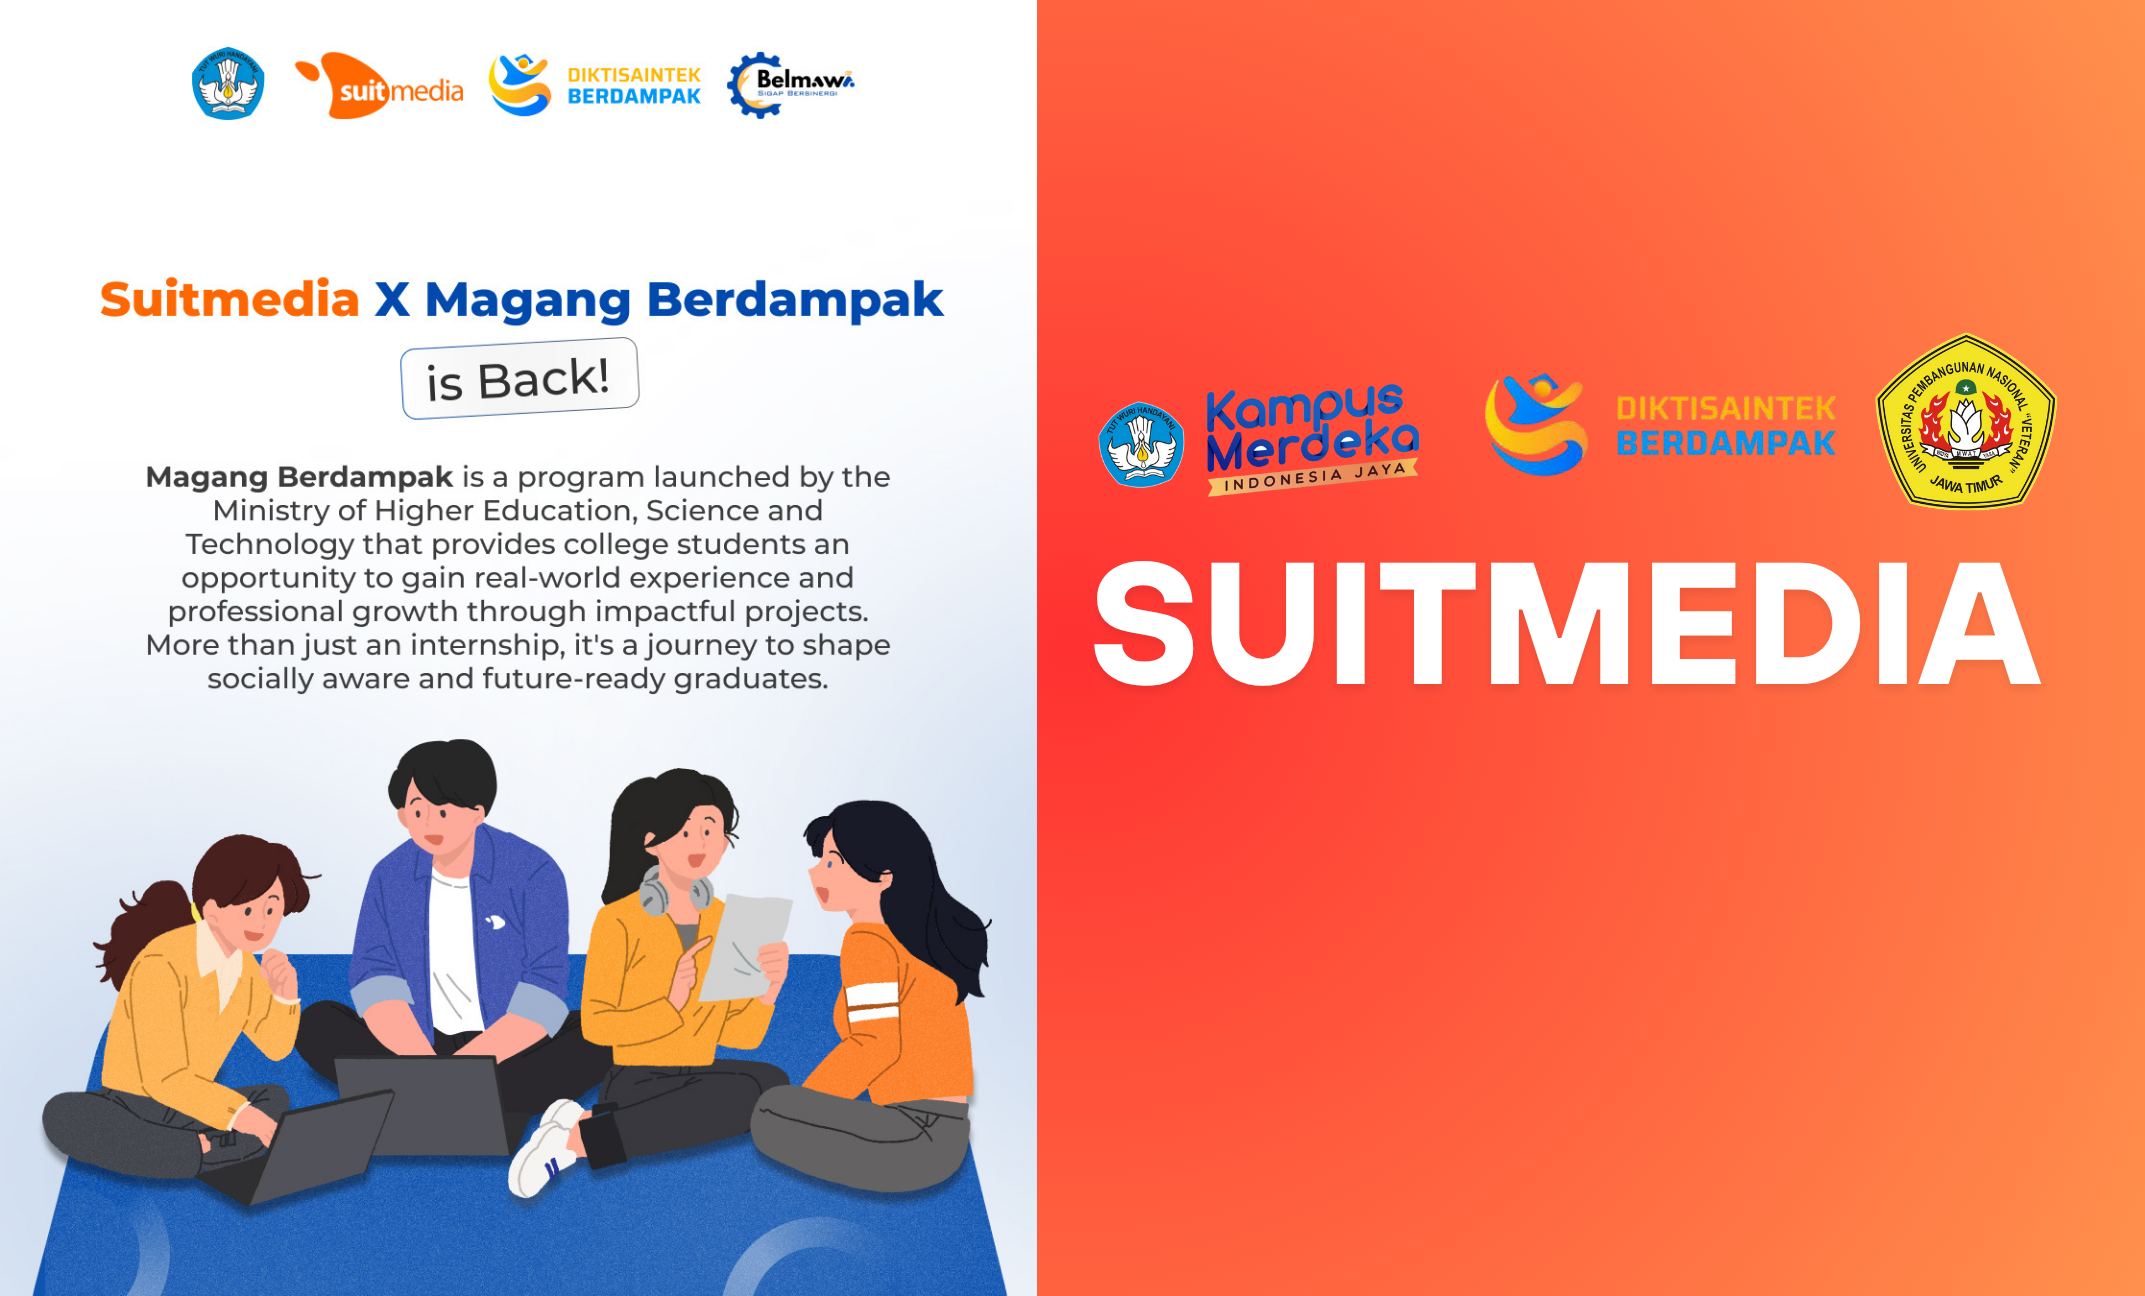 TUT WURI HANDAYANI
suitmedia
DIKTISAINTEK
BERDAMPAK
Belmawa
SIGAP BERSINERGI
Suitmedia X Magang Berdampak
is Back!
Magang Berdampak is a program launched by the
Ministry of Higher Education, Science and
Technology that provides college students an
opportunity to gain real-world experience and
professional growth through impactful projects.
More than just an internship, it's a journey to shape
socially aware and future-ready graduates.
TUT WURI HANDAYANI
Kampus
Merdeka
INDONESIA JAYA
DIKTISAINTEK
BERDAMPAK
UNIVERSITAS PEMBANGUNAN NASIONAL "VETERAN"
JAWA TIMUR
SUITMEDIA